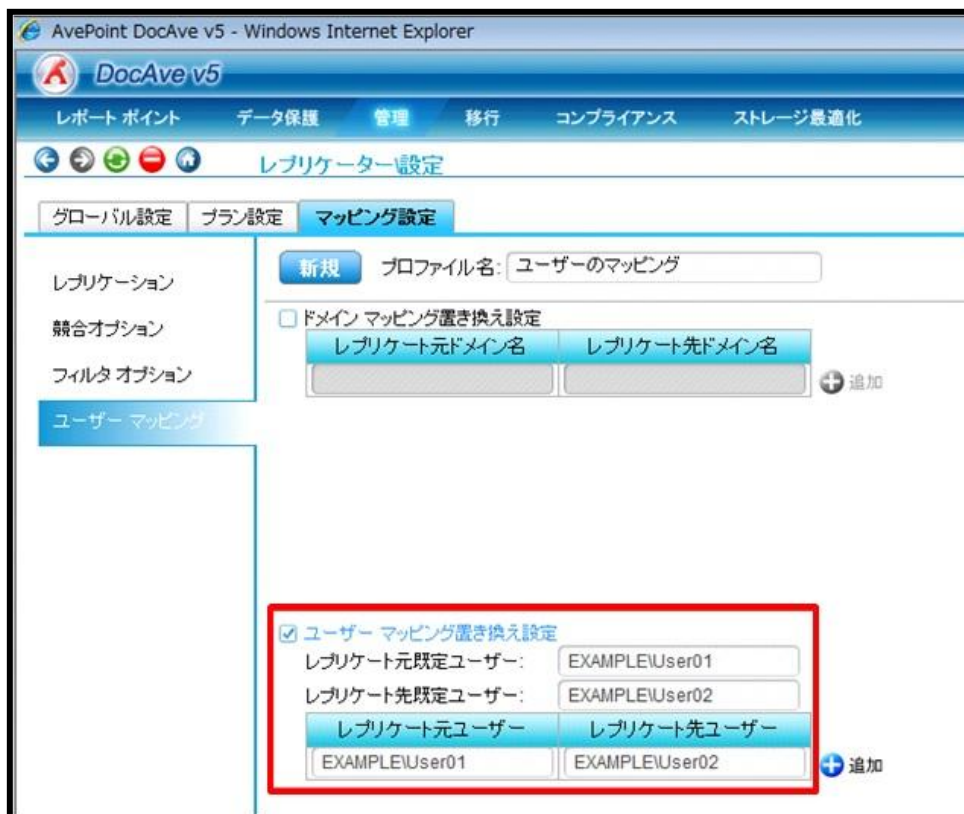 AvePoint DocAve v5 - Windows Internet Explorer
DocAve v5
レポート ポイント データ保護 管理 移行 コンプライアンス ストレージ最適化
レプリケーター\設定
グローバル設定 プラン設定 マッピング設定
レプリケーション
競合オプション
フィルタ オプション
ユーザー マッピング
新規 プロファイル名: ユーザーのマッピング
ドメイン マッピング置き換え設定
レプリケート元ドメイン名 レプリケート先ドメイン名
追加
ユーザー マッピング置き換え設定
レプリケート元既定ユーザー: EXAMPLE\User01
レプリケート先既定ユーザー: EXAMPLE\User02
レプリケート元ユーザー レプリケート先ユーザー
EXAMPLE\User01 EXAMPLE\User02 追加